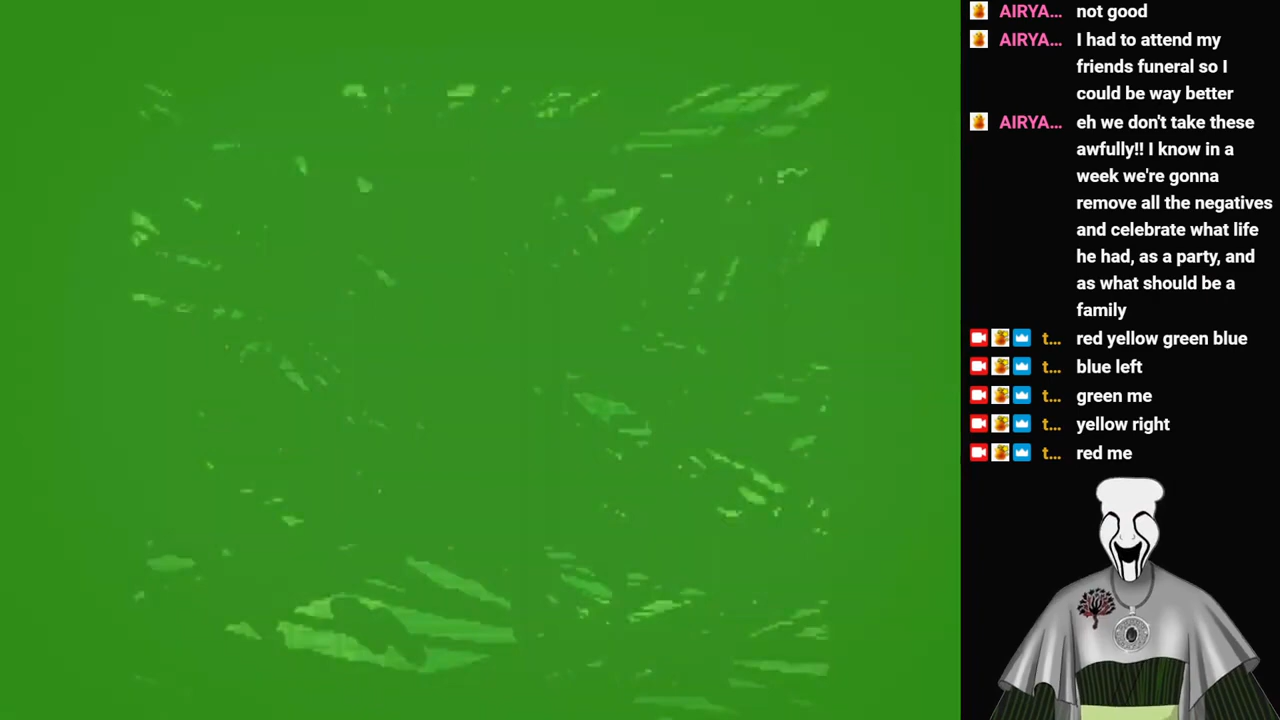 AIRYA... not good
AIRYA... I had to attend my
friends funeral so I
could be way better
AIRYA... eh we don't take these
awfully!! I know in a
week we're gonna
remove all the negatives
and celebrate what life
he had, as a party, and
as what should be a
family
t... red yellow green blue
t... blue left
t... green me
t... yellow right
t... red me